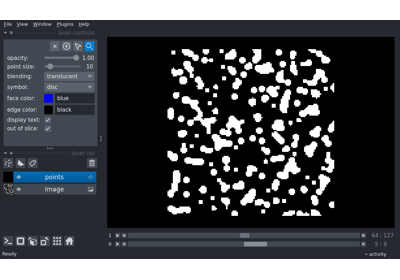 File View Window Plugins Help
layer controls
opacity: 1.00
point size: 10
blending: translucent
symbol: disc
face color: blue
edge color: black
display text:
out of slice:
layer list
points
Image
1 64 127
0 5 9
Ready activity